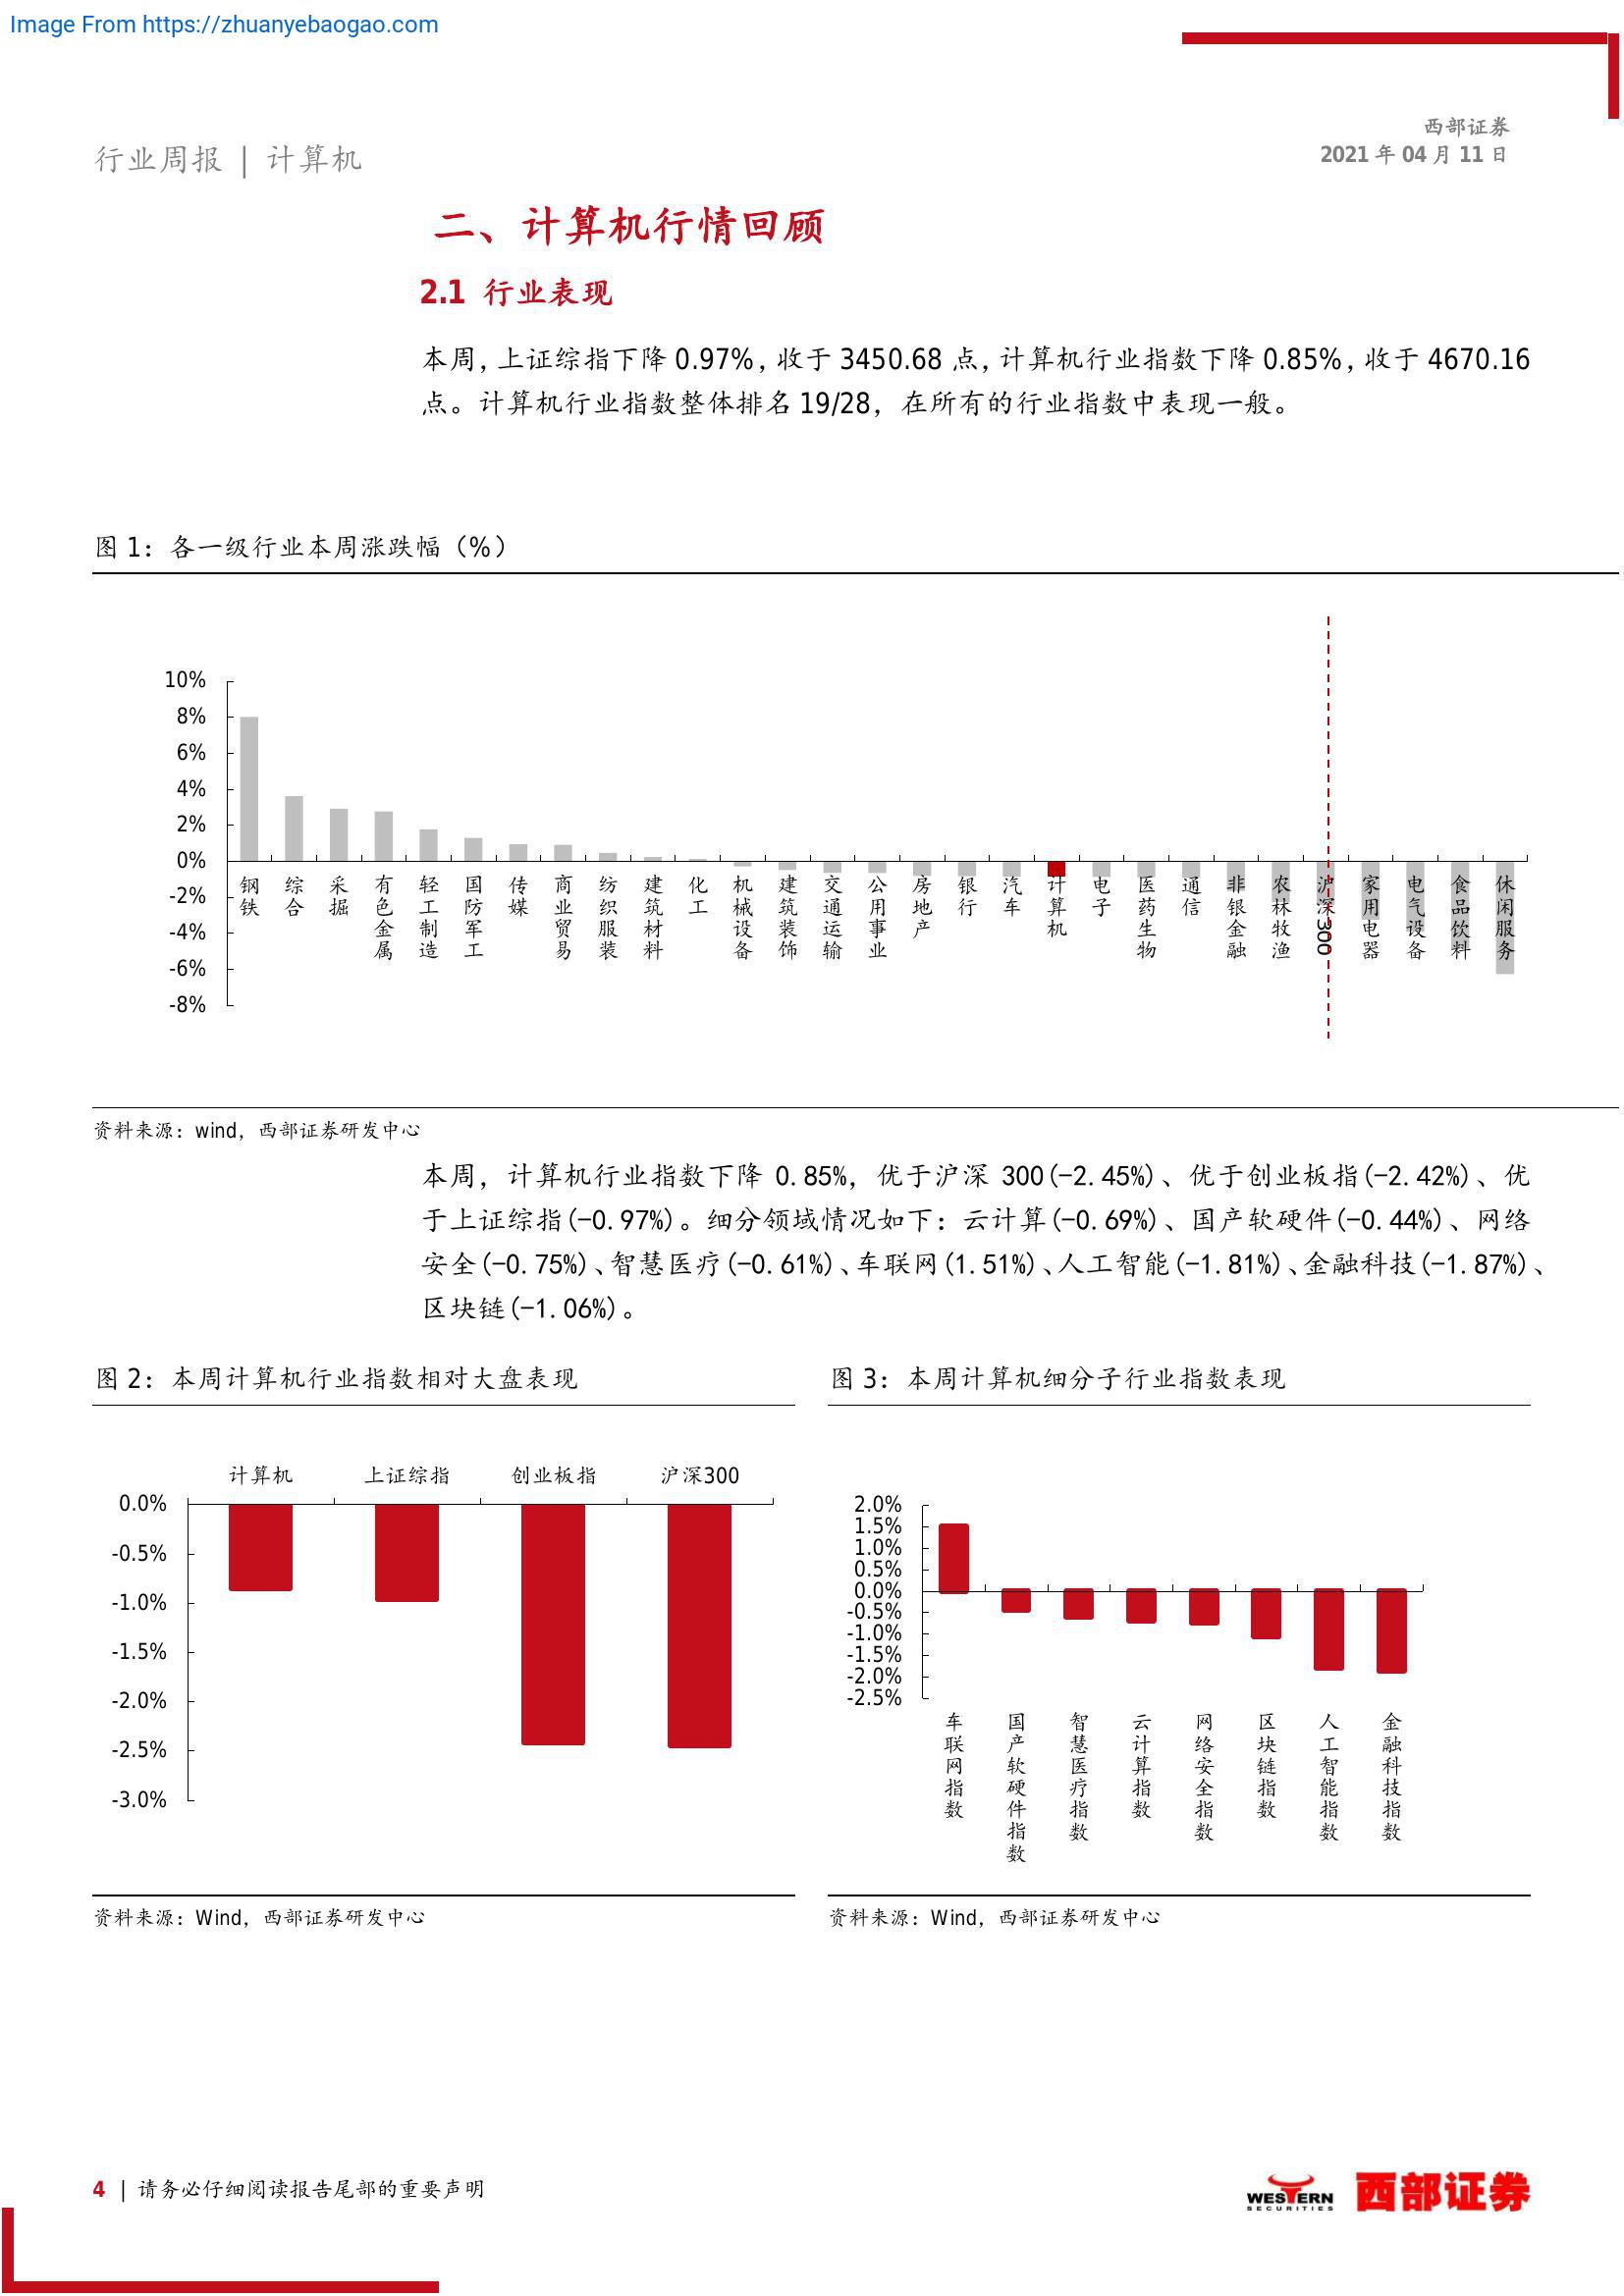 Image From https://zhuanyebaogao.com
西部证券
2021 年 04 月 11 日
行业周报 | 计算机
二、计算机行情回顾
2.1 行业表现
本周，上证综指下降 0.97%，收于 3450.68 点，计算机行业指数下降 0.85%，收于 4670.16
点。计算机行业指数整体排名 19/28，在所有的行业指数中表现一般。
图 1：各一级行业本周涨跌幅（%）
10%
8%
6%
4%
2%
0%
-2%
-4%
-6%
-8%
钢铁
综合
采掘
有色金属
轻工制造
国防军工
传媒
商业贸易
纺织服装
建筑材料
化工
机械设备
建筑装饰
交通运输
公用事业
房地产
银行
汽车
计算机
电子
医药生物
通信
非银金融
农林牧渔
沪深300
家用电器
电气设备
食品饮料
休闲服务
资料来源：wind，西部证券研发中心
本周，计算机行业指数下降 0.85%，优于沪深 300(-2.45%)、优于创业板指(-2.42%)、优
于上证综指(-0.97%)。细分领域情况如下：云计算(-0.69%)、国产软硬件(-0.44%)、网络
安全(-0.75%)、智慧医疗(-0.61%)、车联网(1.51%)、人工智能(-1.81%)、金融科技(-1.87%)、
区块链(-1.06%)。
图 2：本周计算机行业指数相对大盘表现
计算机 上证综指 创业板指 沪深300
0.0%
-0.5%
-1.0%
-1.5%
-2.0%
-2.5%
-3.0%
资料来源：Wind，西部证券研发中心
图 3：本周计算机细分子行业指数表现
2.0%
1.5%
1.0%
0.5%
0.0%
-0.5%
-1.0%
-1.5%
-2.0%
-2.5%
车联网指数
国产软硬件指数
智慧医疗指数
云计算指数
网络安全指数
区块链指数
人工智能指数
金融科技指数
资料来源：Wind，西部证券研发中心
4 | 请务必仔细阅读报告尾部的重要声明
WESTERN
SECURITIES
西部证券